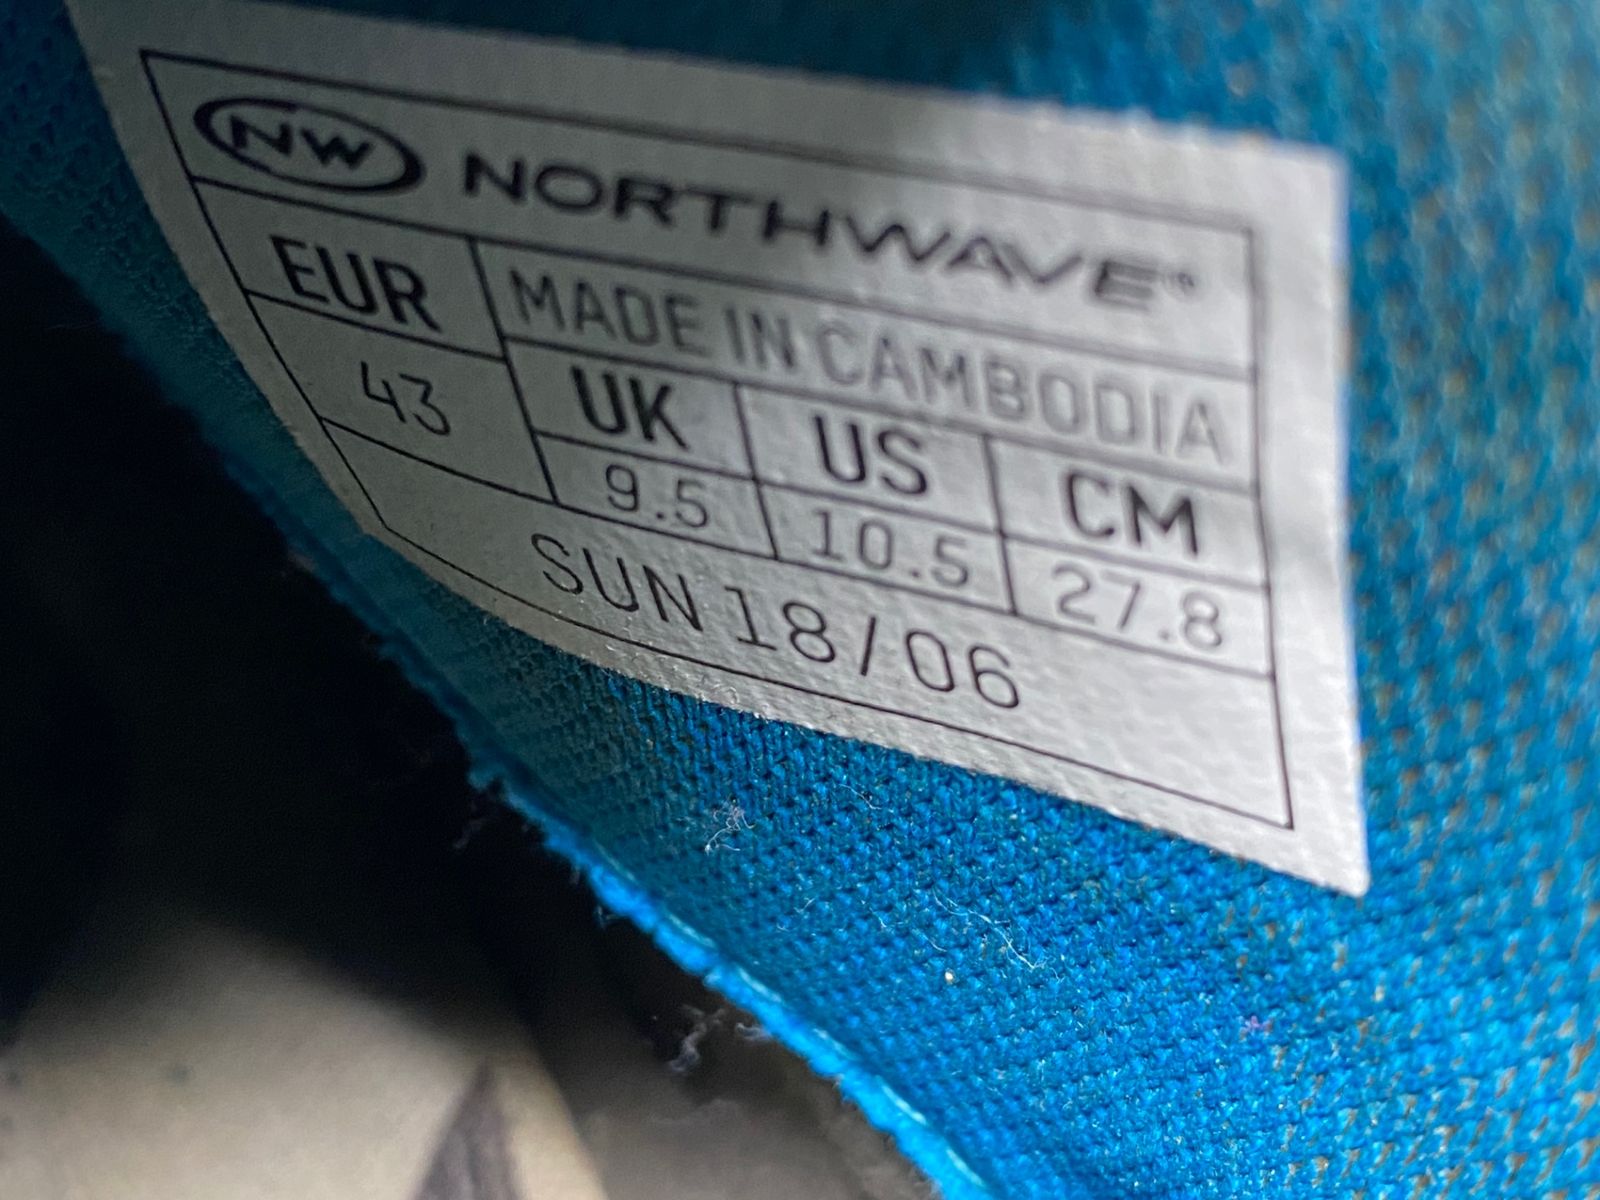 NW NORTHWAVE®
EUR MADE IN CAMBODIA
43 UK US CM
9.5 10.5 27.8
SUN 18/06